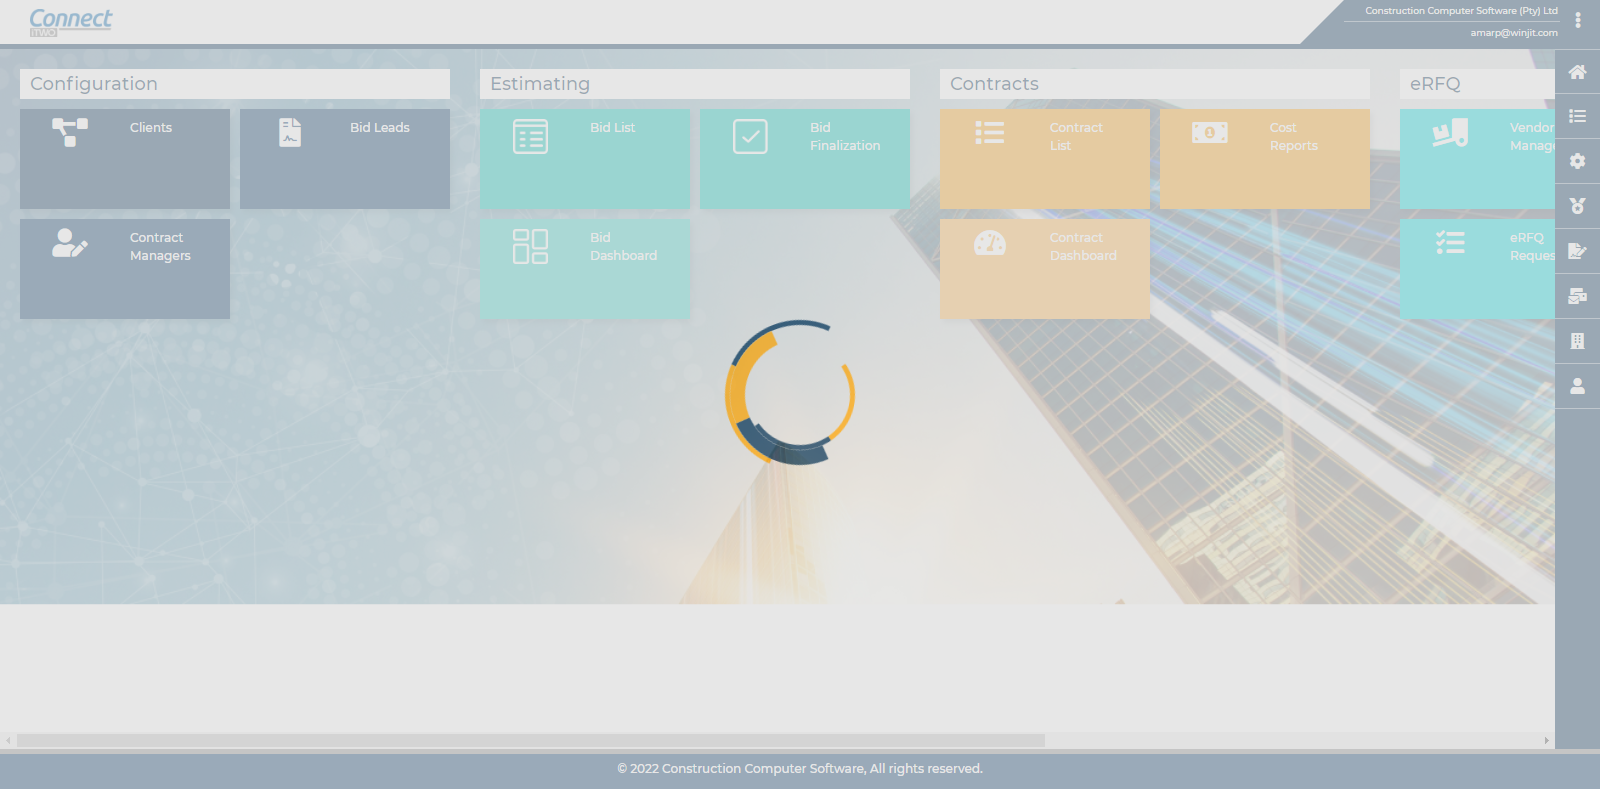 Connect
iTWO
Construction Computer Software (Pty) Ltd
amarp@winjit.com
Configuration
Clients
Bid Leads
Contract
Managers
Estimating
Bid List
Bid
Finalization
Bid
Dashboard
Contracts
Contract
List
Cost
Reports
Contract
Dashboard
eRFQ
Vendor
Manage
eRFQ
Reques
© 2022 Construction Computer Software, All rights reserved.